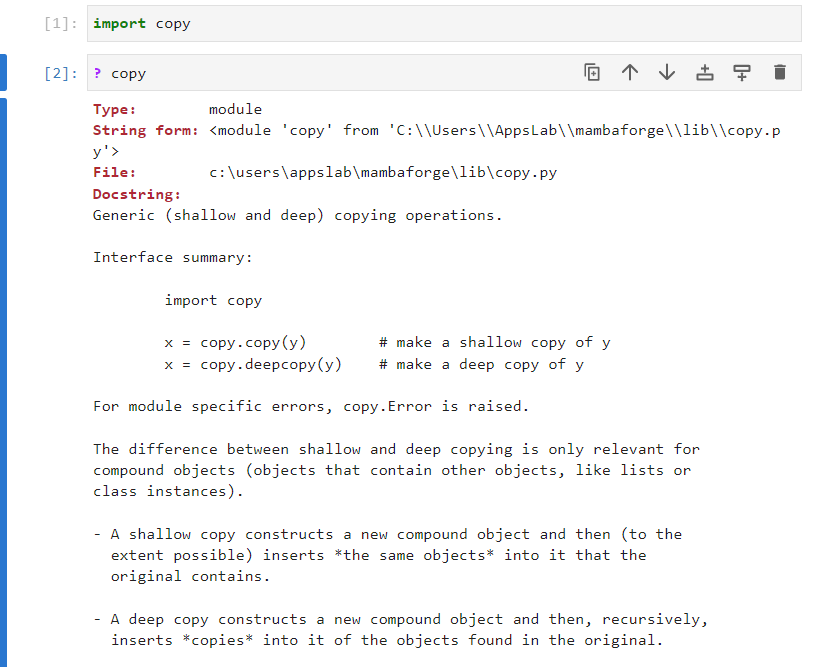 [1]: import copy
[2]: ? copy
Type:        module
String form: <module 'copy' from 'C:\\Users\\AppsLab\\mambaforge\\lib\\copy.p
y'>
File:        c:\users\appslab\mambaforge\lib\copy.py
Docstring:
Generic (shallow and deep) copying operations.
Interface summary:
        import copy
        x = copy.copy(y)        # make a shallow copy of y
        x = copy.deepcopy(y)    # make a deep copy of y
For module specific errors, copy.Error is raised.
The difference between shallow and deep copying is only relevant for
compound objects (objects that contain other objects, like lists or
class instances).
- A shallow copy constructs a new compound object and then (to the
  extent possible) inserts *the same objects* into it that the
  original contains.
- A deep copy constructs a new compound object and then, recursively,
  inserts *copies* into it of the objects found in the original.